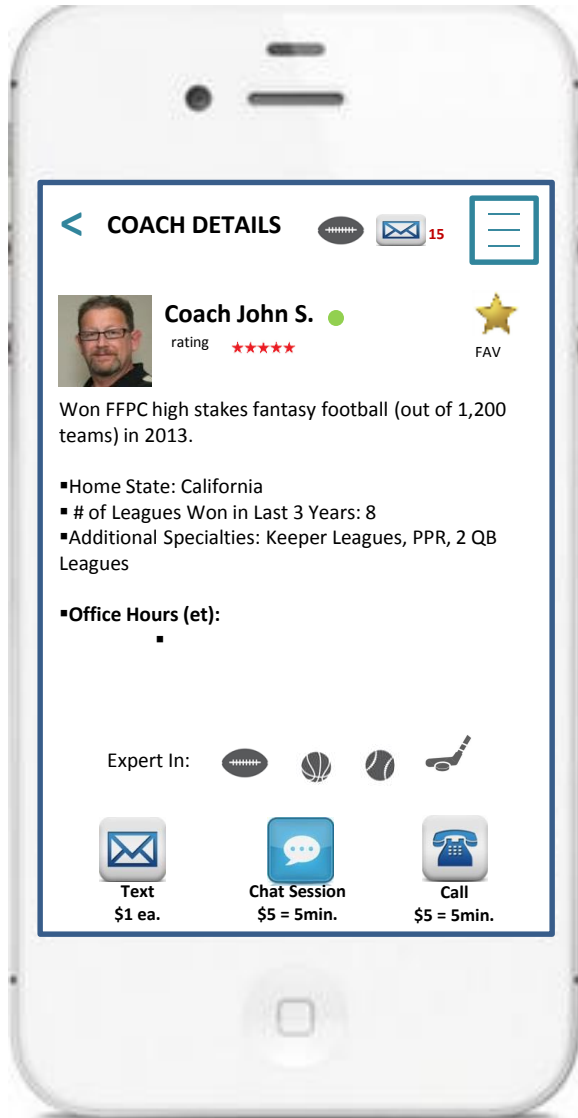 < COACH DETAILS 15
Coach John S.
rating ★★★★★
FAV
Won FFPC high stakes fantasy football (out of 1,200
teams) in 2013.
▪Home State: California
▪ # of Leagues Won in Last 3 Years: 8
▪Additional Specialties: Keeper Leagues, PPR, 2 QB
Leagues
▪Office Hours (et):
▪
Expert In:
Text Chat Session Call
$1 ea. $5 = 5min. $5 = 5min.